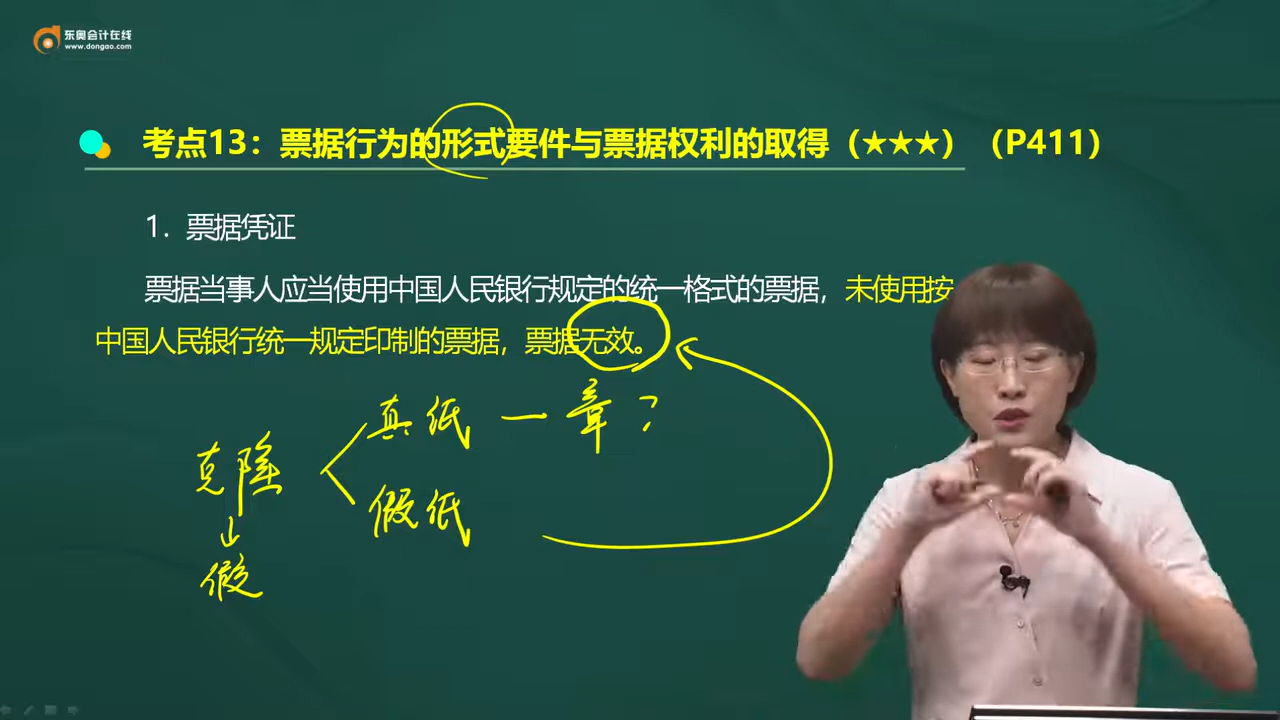 东奥会计在线
www.dongao.com
考点13：票据行为的形式要件与票据权利的取得（★★★）（P411）
1．票据凭证
票据当事人应当使用中国人民银行规定的统一格式的票据，未使用按
中国人民银行统一规定印制的票据，票据无效。
真纸 一 章？
克隆
假纸
假